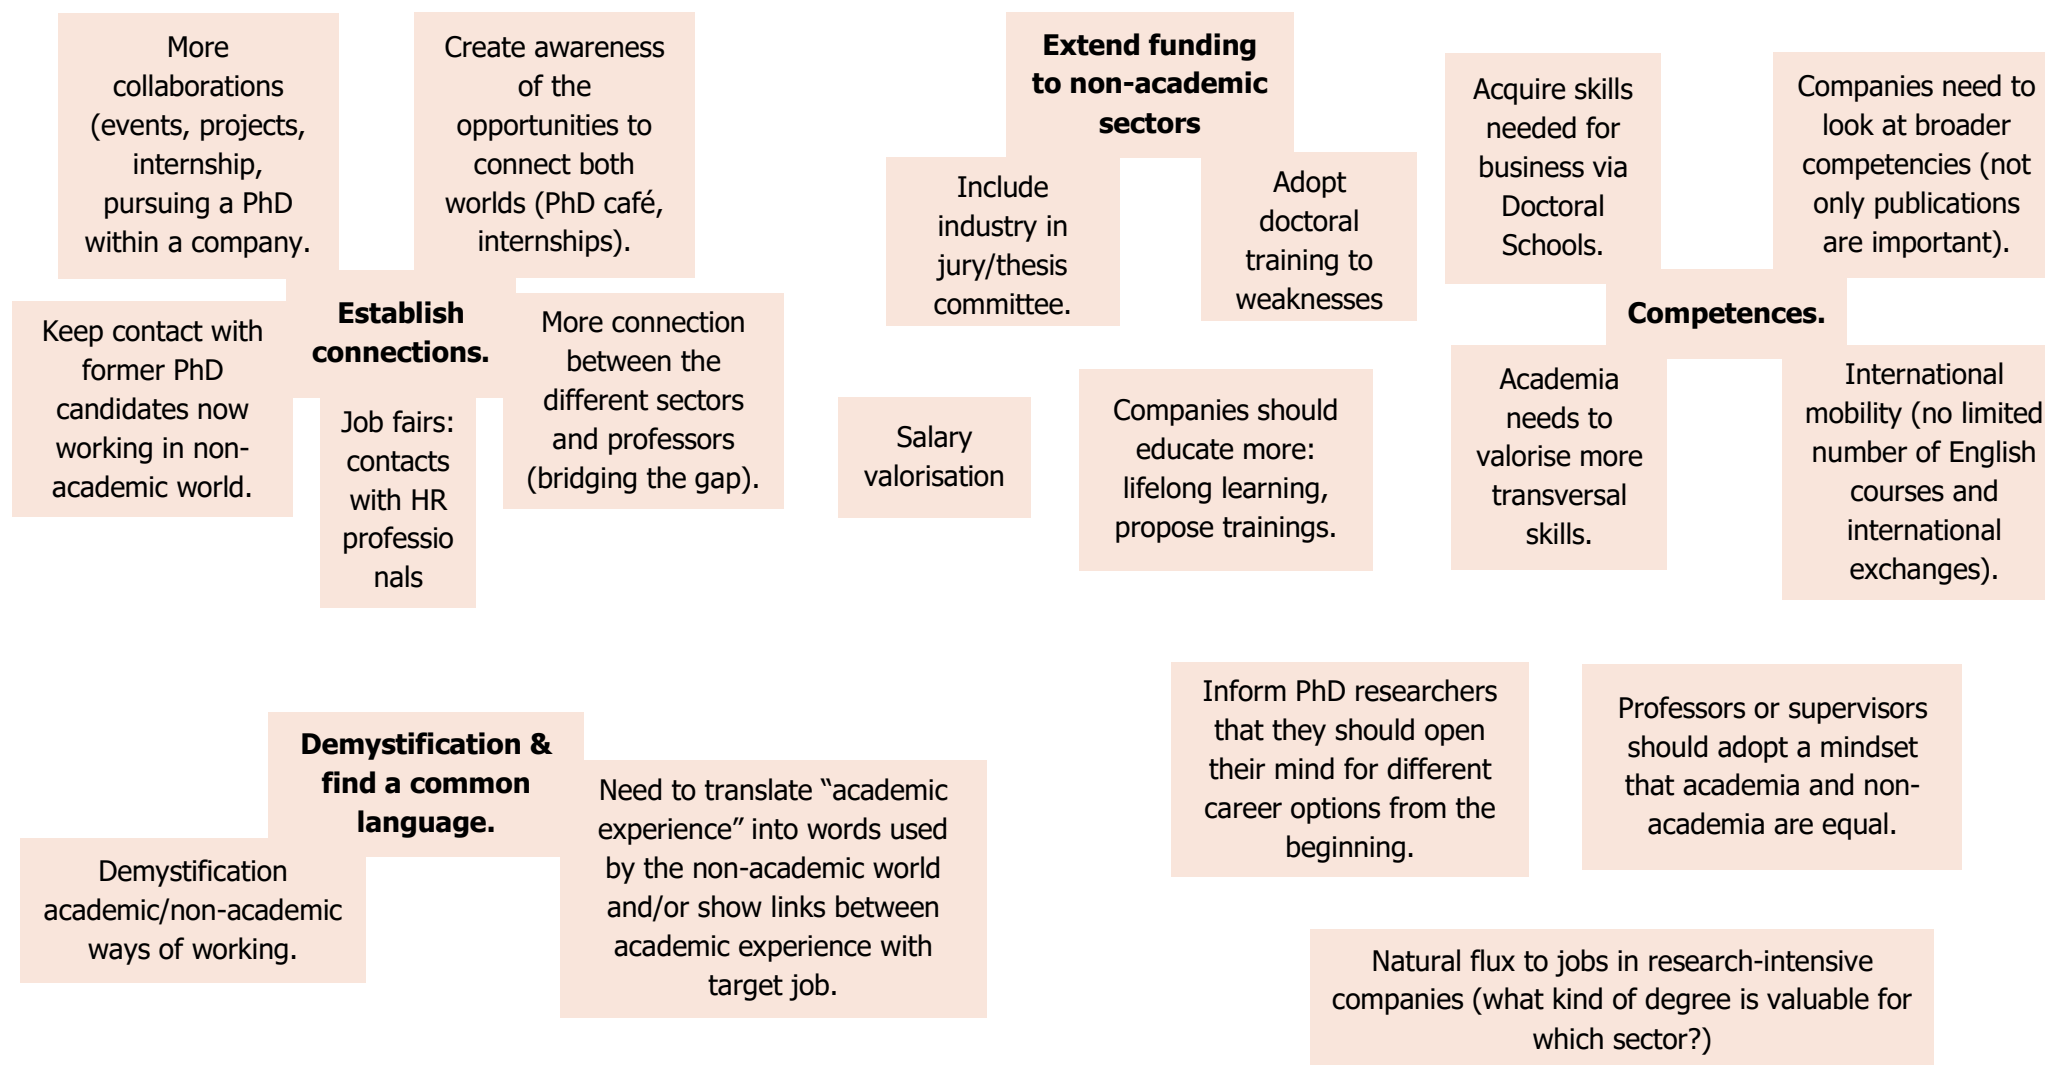 More
collaborations
(events, projects,
internship,
pursuing a PhD
within a company.
Create awareness
of the
opportunities to
connect both
worlds (PhD café,
internships).
Establish
connections.
Keep contact with
former PhD
candidates now
working in non-
academic world.
Job fairs:
contacts
with HR
professio
nals
More connection
between the
different sectors
and professors
(bridging the gap).
Extend funding
to non-academic
sectors
Include
industry in
jury/thesis
committee.
Adopt
doctoral
training to
weaknesses
Salary
valorisation
Companies should
educate more:
lifelong learning,
propose trainings.
Acquire skills
needed for
business via
Doctoral
Schools.
Companies need to
look at broader
competencies (not
only publications
are important).
Competences.
Academia
needs to
valorise more
transversal
skills.
International
mobility (no limited
number of English
courses and
international
exchanges).
Demystification &
find a common
language.
Demystification
academic/non-academic
ways of working.
Need to translate “academic
experience” into words used
by the non-academic world
and/or show links between
academic experience with
target job.
Inform PhD researchers
that they should open
their mind for different
career options from the
beginning.
Professors or supervisors
should adopt a mindset
that academia and non-
academia are equal.
Natural flux to jobs in research-intensive
companies (what kind of degree is valuable for
which sector?)